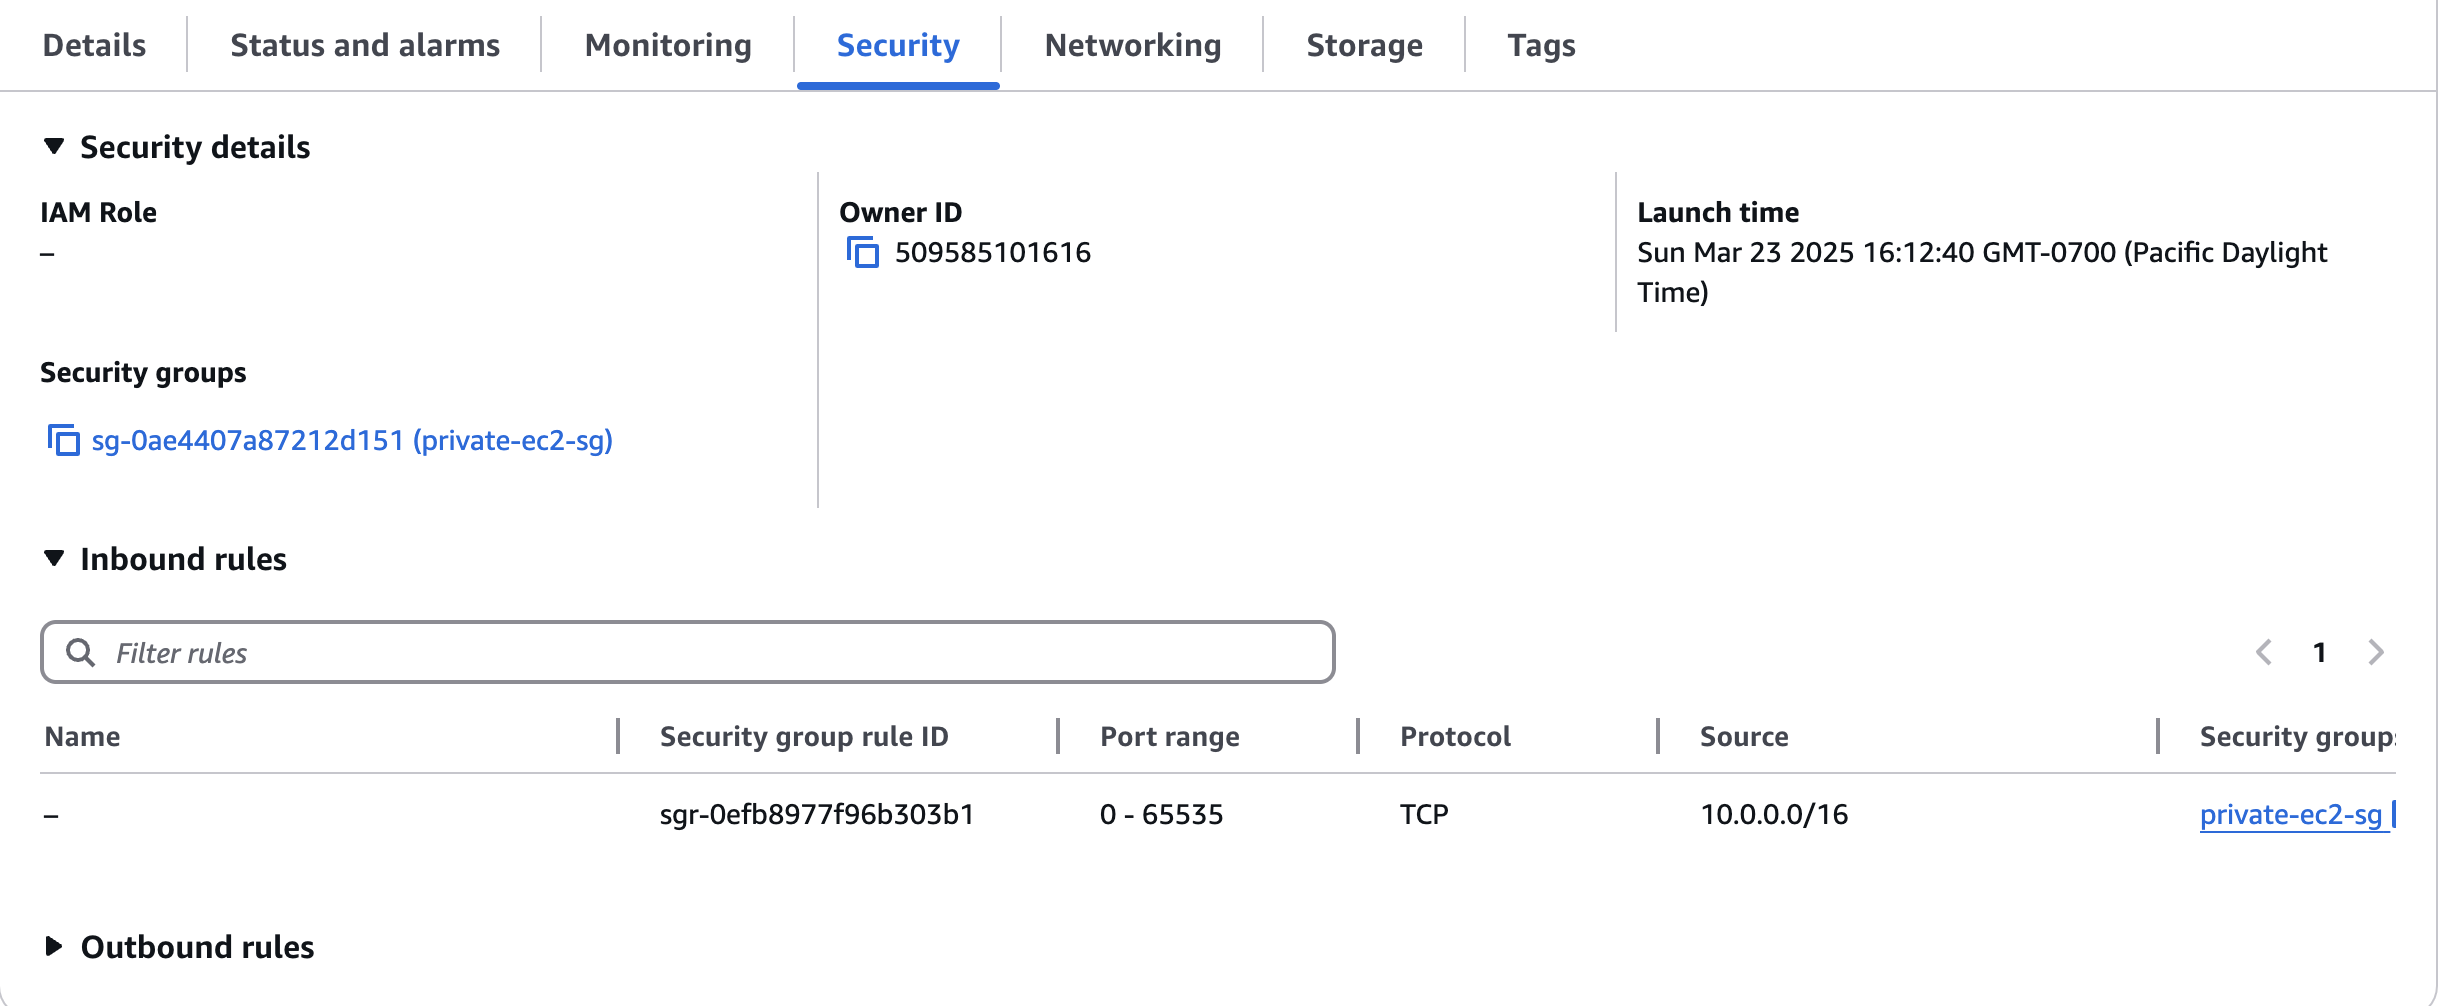 Details Status and alarms Monitoring Security Networking Storage Tags
Security details
IAM Role
–
Owner ID
509585101616
Launch time
Sun Mar 23 2025 16:12:40 GMT-0700 (Pacific Daylight
Time)
Security groups
sg-0ae4407a87212d151 (private-ec2-sg)
Inbound rules
Filter rules
1
Name Security group rule ID Port range Protocol Source Security groups
– sgr-0efb8977f96b303b1 0 - 65535 TCP 10.0.0.0/16 private-ec2-sg
Outbound rules